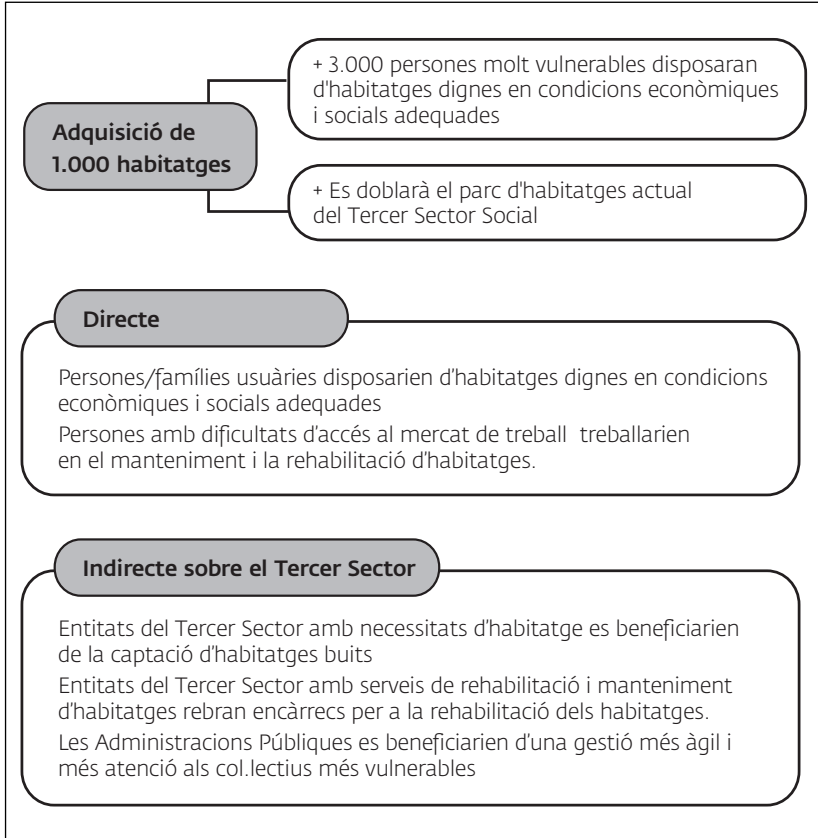 + 3.000 persones molt vulnerables disposaran
d'habitatges dignes en condicions econòmiques
i socials adequades
Adquisició de
1.000 habitatges
+ Es doblarà el parc d'habitatges actual
del Tercer Sector Social
Directe
Persones/famílies usuàries disposarien d'habitatges dignes en condicions
econòmiques i socials adequades
Persones amb dificultats d'accés al mercat de treball  treballarien
en el manteniment i la rehabilitació d'habitatges.
Indirecte sobre el Tercer Sector
Entitats del Tercer Sector amb necessitats d'habitatge es beneficiarien
de la captació d'habitatges buits
Entitats del Tercer Sector amb serveis de rehabilitació i manteniment
d'habitatges rebran encàrrecs per a la rehabilitació dels habitatges.
Les Administracions Públiques es beneficiarien d'una gestió més àgil i
més atenció als col.lectius més vulnerables